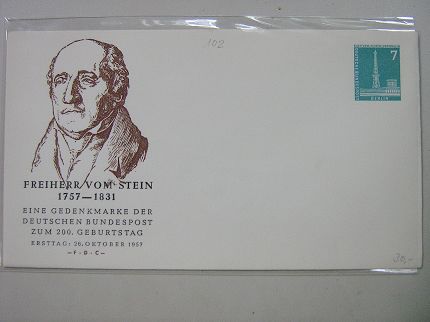 102
7
BERLIN
FREIHERR VOM STEIN
1757—1831
EINE GEDENKMARKE DER
DEUTSCHEN BUNDESPOST
ZUM 200. GEBURTSTAG
ERSTTAG: 26. OKTOBER 1957
—F·D·C—
30,-